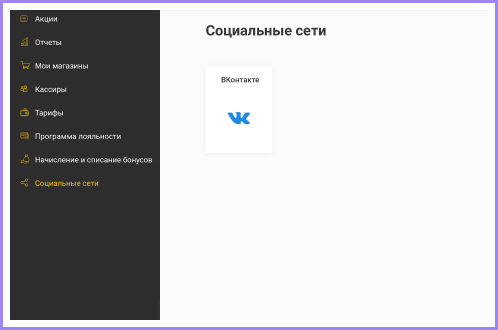 Акции
Отчеты
Мои магазины
Кассиры
Тарифы
Программа лояльности
Начисление и списание бонусов
Социальные сети
Социальные сети
ВКонтакте